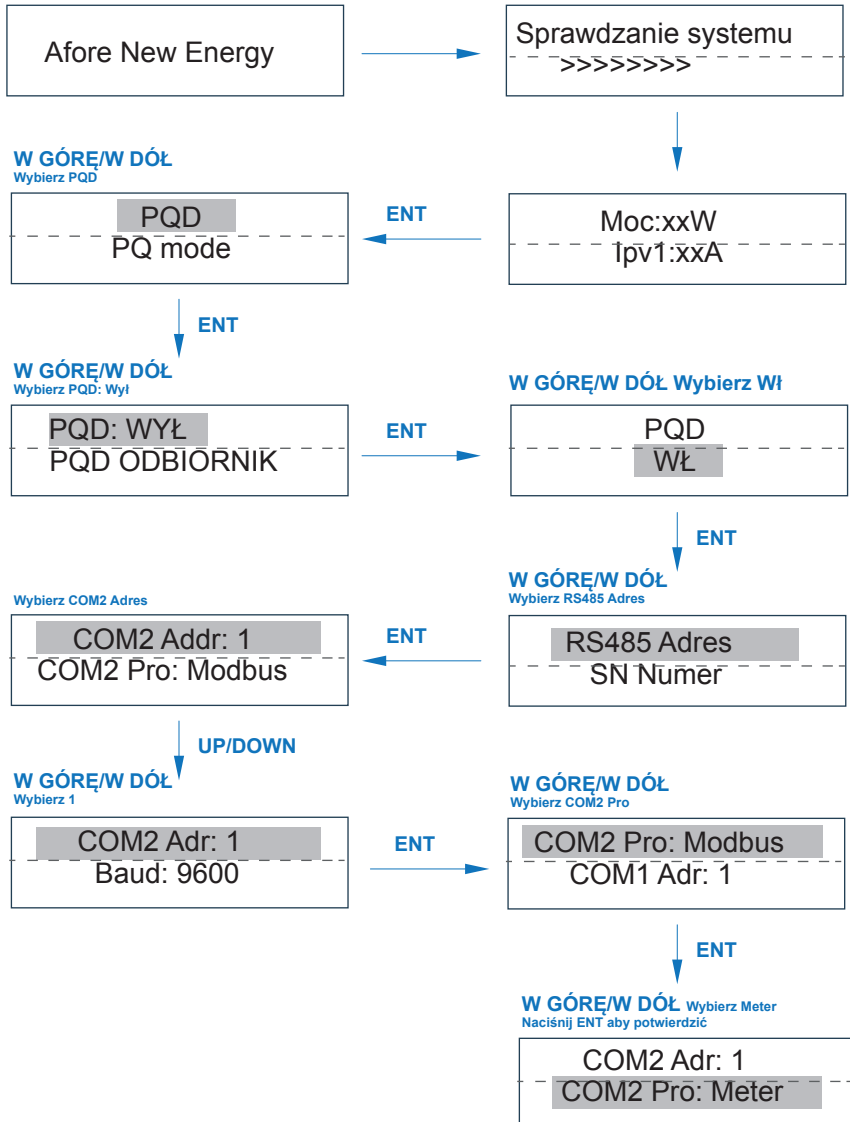 Afore New Energy
Sprawdzanie systemu
>>>>>>>>
W GÓRĘ/W DÓŁ
Wybierz PQD
PQD
PQ mode
ENT
Moc:xxW
Ipv1:xxA
ENT
W GÓRĘ/W DÓŁ
Wybierz PQD: Wył
PQD: WYŁ
PQD ODBIORNIK
ENT
W GÓRĘ/W DÓŁ Wybierz Wł
PQD
WŁ
ENT
W GÓRĘ/W DÓŁ
Wybierz RS485 Adres
RS485 Adres
SN Numer
ENT
Wybierz COM2 Adres
COM2 Addr: 1
COM2 Pro: Modbus
UP/DOWN
W GÓRĘ/W DÓŁ
Wybierz 1
COM2 Adr: 1
Baud: 9600
ENT
W GÓRĘ/W DÓŁ
Wybierz COM2 Pro
COM2 Pro: Modbus
COM1 Adr: 1
ENT
W GÓRĘ/W DÓŁ Wybierz Meter
Naciśnij ENT aby potwierdzić
COM2 Adr: 1
COM2 Pro: Meter